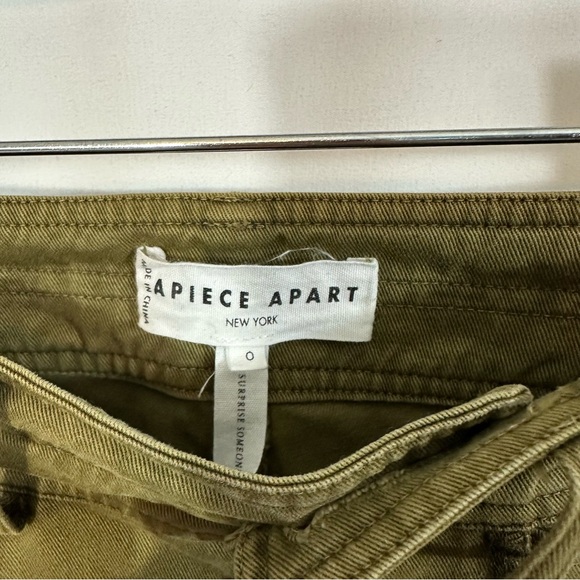 MADE IN CHINA
APIECE APART
NEW YORK
0
SURPRISE SOMEON